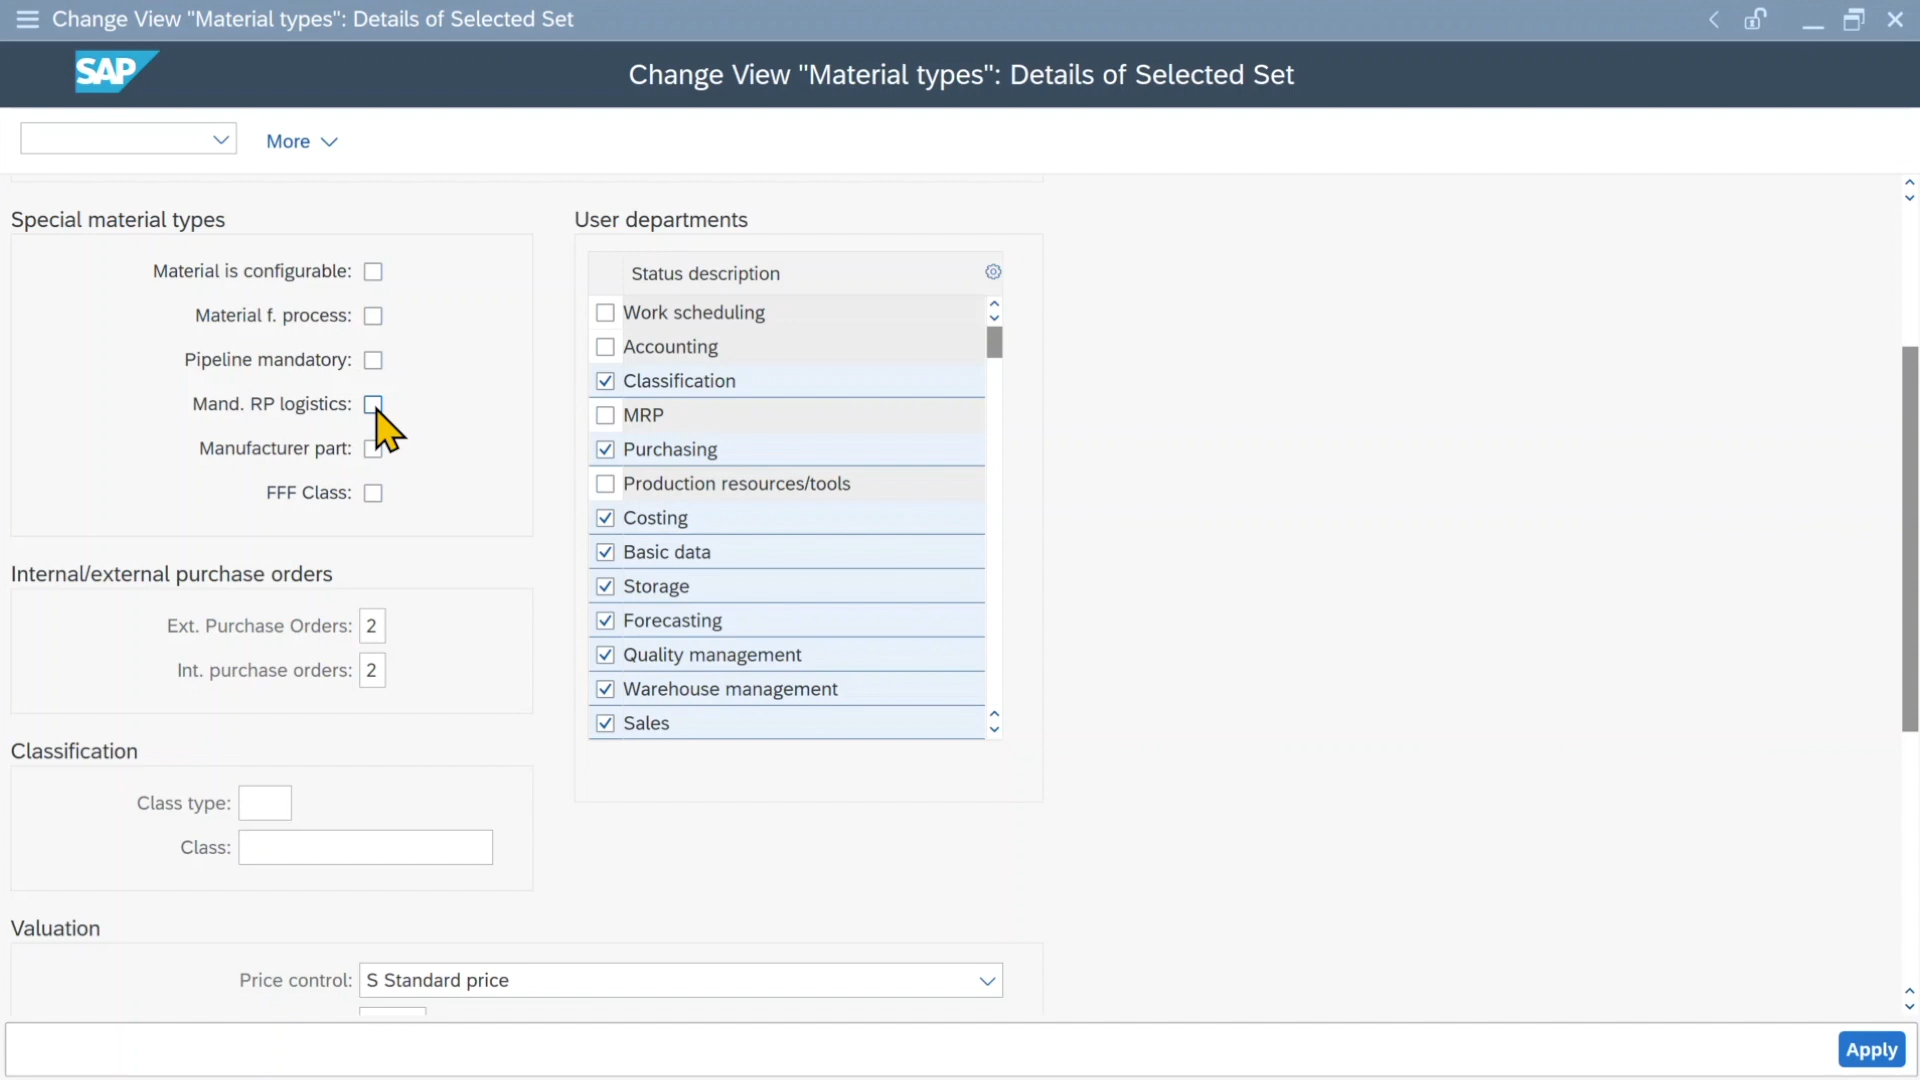 Change View "Material types": Details of Selected Set
SAP
Change View "Material types": Details of Selected Set
More
Special material types
Material is configurable:
Material f. process:
Pipeline mandatory:
Mand. RP logistics:
Manufacturer part:
FFF Class:
User departments
Status description
Work scheduling
Accounting
Classification
MRP
Purchasing
Production resources/tools
Costing
Basic data
Storage
Forecasting
Quality management
Warehouse management
Sales
Internal/external purchase orders
Ext. Purchase Orders: 2
Int. purchase orders: 2
Classification
Class type:
Class:
Valuation
Price control: S Standard price
Apply